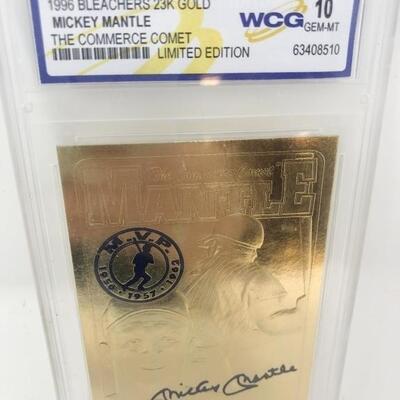 1996 BLEACHERS 23K GOLD
MICKEY MANTLE
THE COMMERCE COMET
LIMITED EDITION
WCG
10
GEM-MT
63408510
The Commerce Comet
MANTLE
M.V.P.
1956 • 1957 • 1962
Mickey Mantle